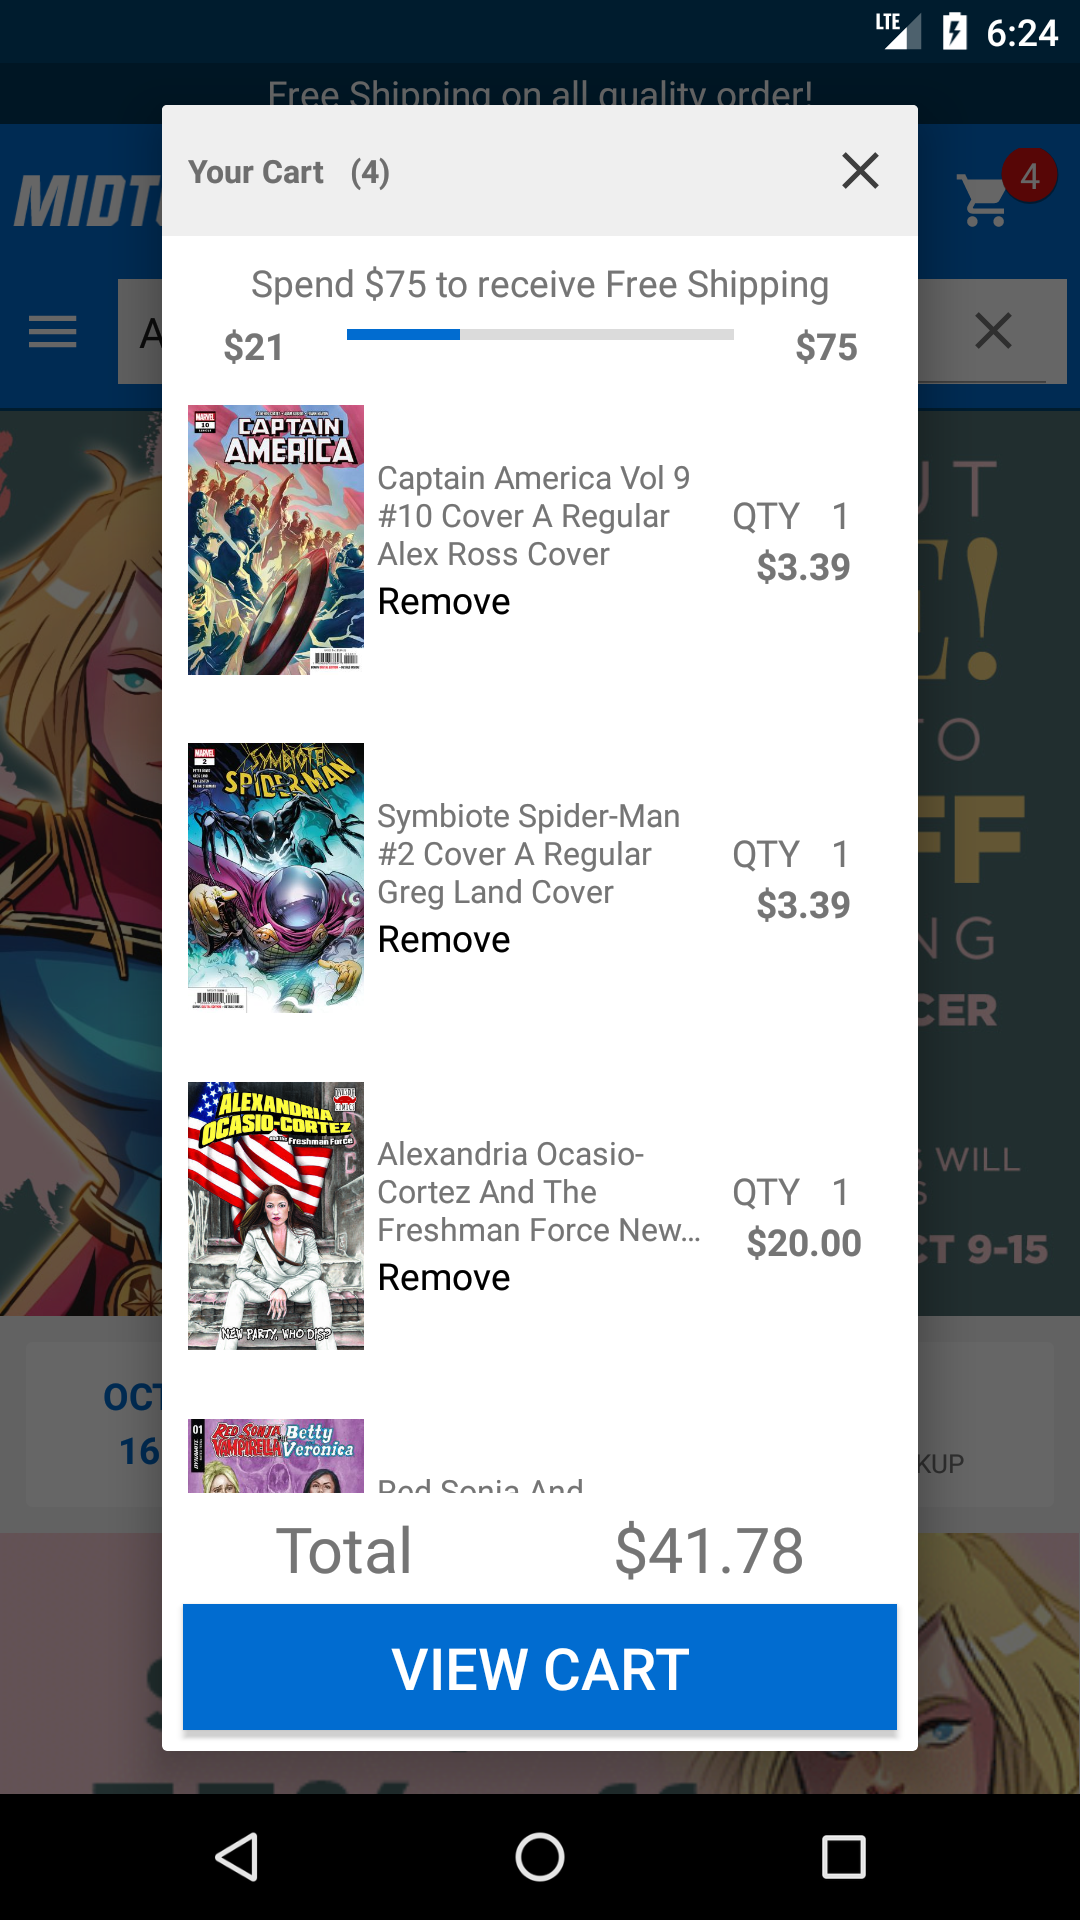 LTE 6:24
Free Shipping on all quality order!
Your Cart (4)
4
Spend $75 to receive Free Shipping
$21 $75
MARVEL
10
CAPTAIN
AMERICA
Captain America Vol 9
#10 Cover A Regular
Alex Ross Cover
Remove
QTY 1
$3.39
MARVEL
2
SYMBIOTE
SPIDER-MAN
Symbiote Spider-Man
#2 Cover A Regular
Greg Land Cover
Remove
QTY 1
$3.39
ALEXANDRIA
OCASIO-CORTEZ
and the Freshman Force
NEW PARTY, WHO DIS?
Alexandria Ocasio-
Cortez And The
Freshman Force New...
Remove
QTY 1
$20.00
CT 9-15
WILL
OCT
16
KUP
01
RED SONJA
VAMPIRELLA
Betty
Veronica
Red Sonja And
Total $41.78
VIEW CART